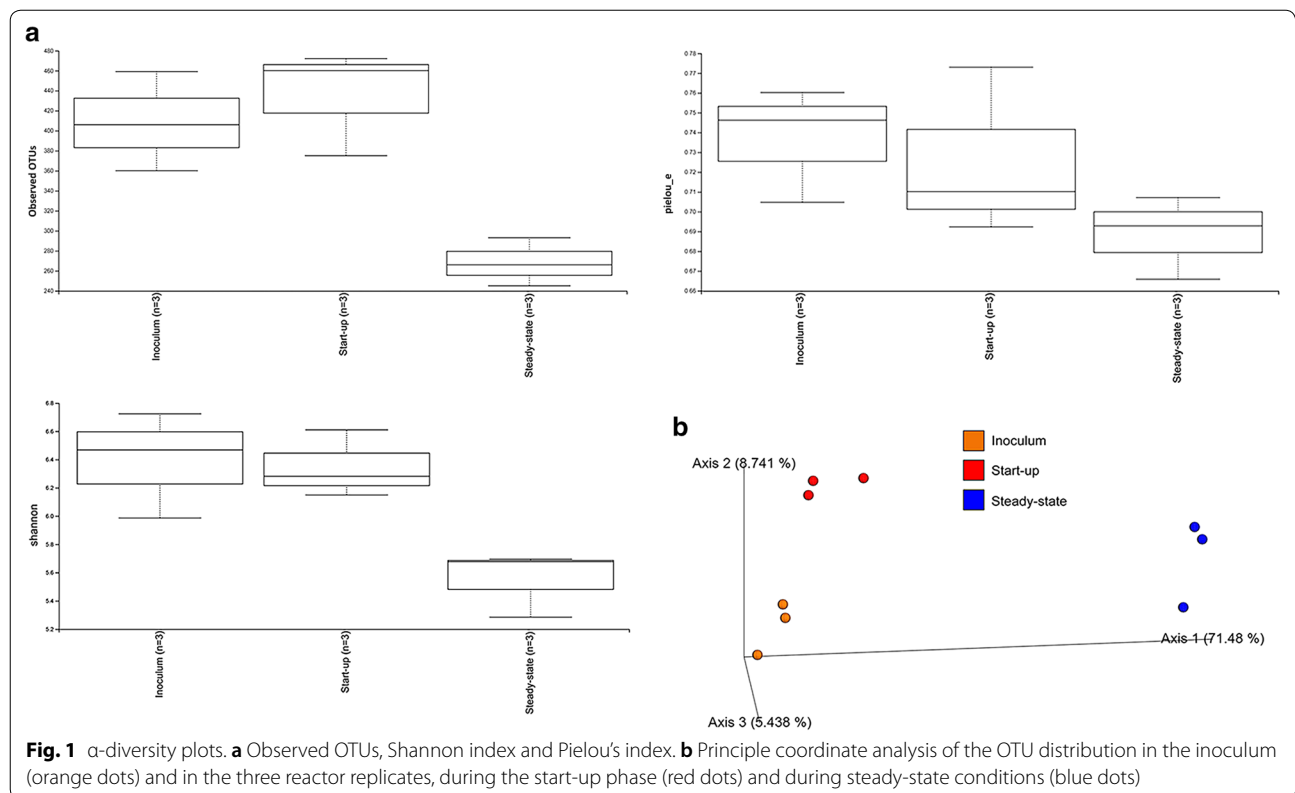 a
480
460
440
420
400
380
360
340
320
300
280
260
240
Observed OTUs
Inoculum (n=3)
Start-up (n=3)
Steady-state (n=3)
0.78
0.77
0.76
0.75
0.74
0.73
0.72
0.71
0.70
0.69
0.68
0.67
0.66
pielou_e
Inoculum (n=3)
Start-up (n=3)
Steady-state (n=3)
6.8
6.6
6.4
6.2
6.0
5.8
5.6
5.4
5.2
shannon
Inoculum (n=3)
Start-up (n=3)
Steady-state (n=3)
b
Axis 2 (8.741 %)
Inoculum
Start-up
Steady-state
Axis 1 (71.48 %)
Axis 3 (5.438 %)
Fig. 1 α-diversity plots. a Observed OTUs, Shannon index and Pielou's index. b Principle coordinate analysis of the OTU distribution in the inoculum
(orange dots) and in the three reactor replicates, during the start-up phase (red dots) and during steady-state conditions (blue dots)